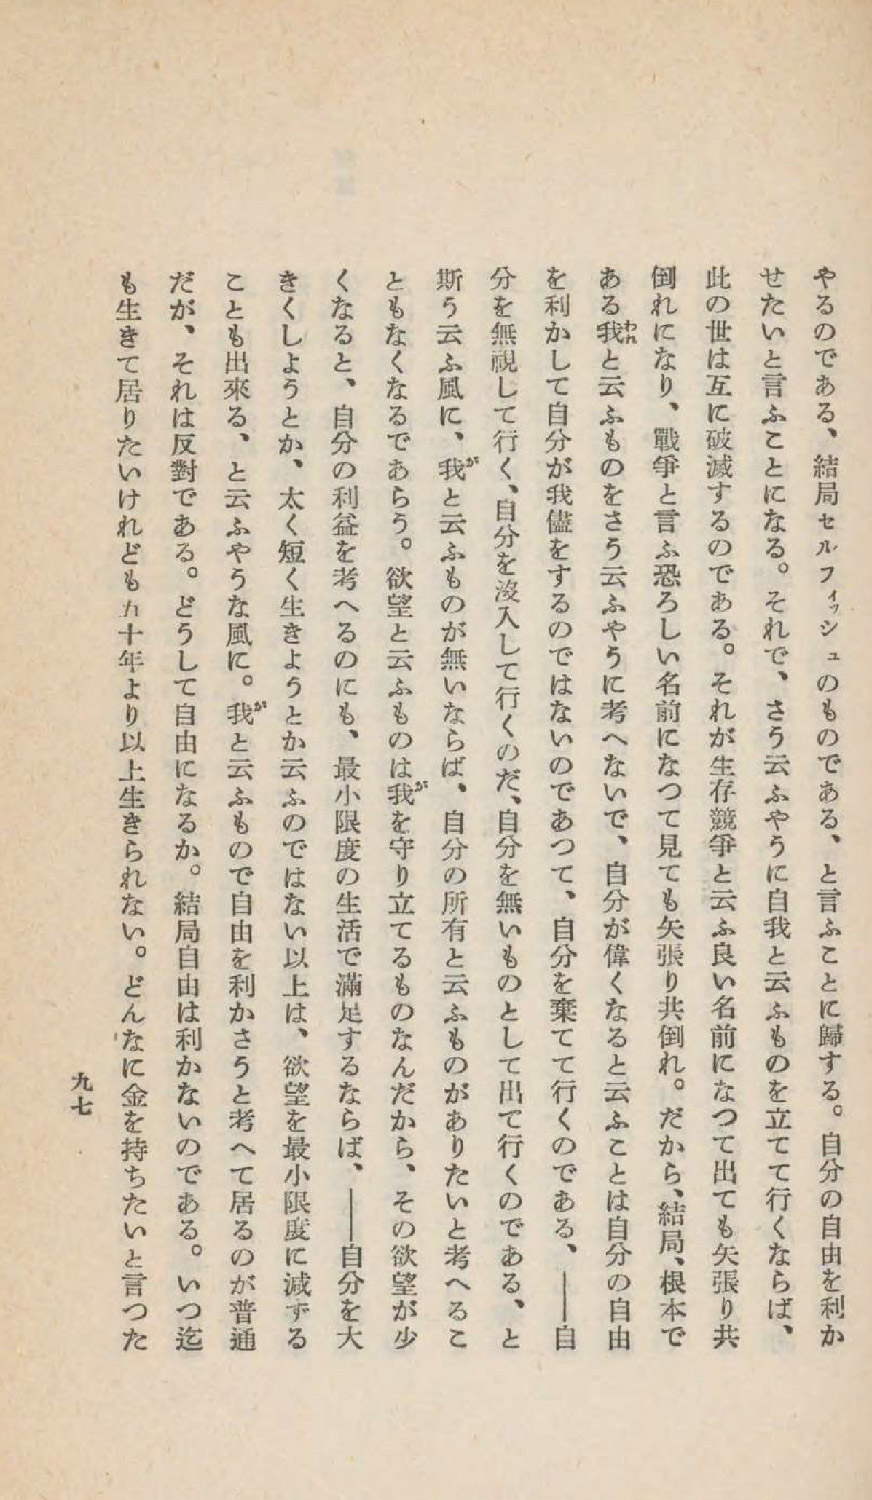 やるのである、結局セルフィッシュのものである、と言ふことに歸する。自分の自由を利か
せたいと言ふことになる。それで、さう云ふやうに自我と云ふものを立てて行くならば、
此の世は互に破滅するのである。それが生存競爭と云ふ良い名前になつて出ても矢張り共
倒れになり、戰爭と言ふ恐ろしい名前になつて見ても矢張り共倒れ。だから、結局、根本で
ある我と云ふものをさう云ふやうに考へないで、自分が偉くなると云ふことは自分の自由
を利かして自分が我儘をするのではないのであつて、自分を棄てて行くのである、――自
分を無視して行く、自分を沒入して行くのだ、自分を無いものとして出て行くのである、と
斯う云ふ風に、我と云ふものが無いならば、自分の所有と云ふものがありたいと考へるこ
ともなくなるであらう。欲望と云ふものは我を守り立てるものなんだから、その欲望が少
くなると、自分の利益を考へるのにも、最小限度の生活で滿足するならば、――自分を大
きくしようとか、太く短く生きようとか云ふのではない以上は、欲望を最小限度に減ずる
ことも出來る、と云ふやうな風に。我と云ふもので自由を利かさうと考へて居るのが普通
だが、それは反對である。どうして自由になるか。結局自由は利かないのである。いつ迄
も生きて居りたいけれども五十年より以上生きられない。どんなに金を持ちたいと言つた
九七